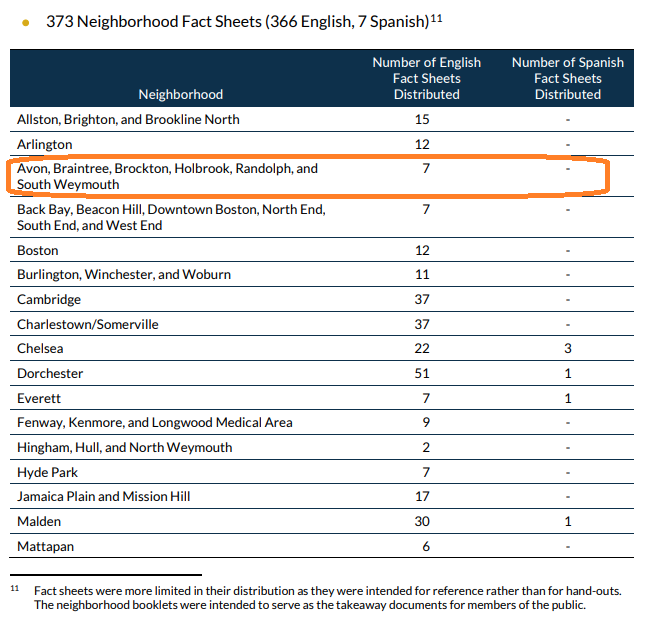 • 373 Neighborhood Fact Sheets (366 English, 7 Spanish)11
Neighborhood
Number of English
Fact Sheets
Distributed
Number of Spanish
Fact Sheets
Distributed
Allston, Brighton, and Brookline North 15 -
Arlington 12 -
Avon, Braintree, Brockton, Holbrook, Randolph, and
South Weymouth 7 -
Back Bay, Beacon Hill, Downtown Boston, North End,
South End, and West End 7 -
Boston 12 -
Burlington, Winchester, and Woburn 11 -
Cambridge 37 -
Charlestown/Somerville 37 -
Chelsea 22 3
Dorchester 51 1
Everett 7 1
Fenway, Kenmore, and Longwood Medical Area 9 -
Hingham, Hull, and North Weymouth 2 -
Hyde Park 7 -
Jamaica Plain and Mission Hill 17 -
Malden 30 1
Mattapan 6 -
11 Fact sheets were more limited in their distribution as they were intended for reference rather than for hand-outs.
The neighborhood booklets were intended to serve as the takeaway documents for members of the public.